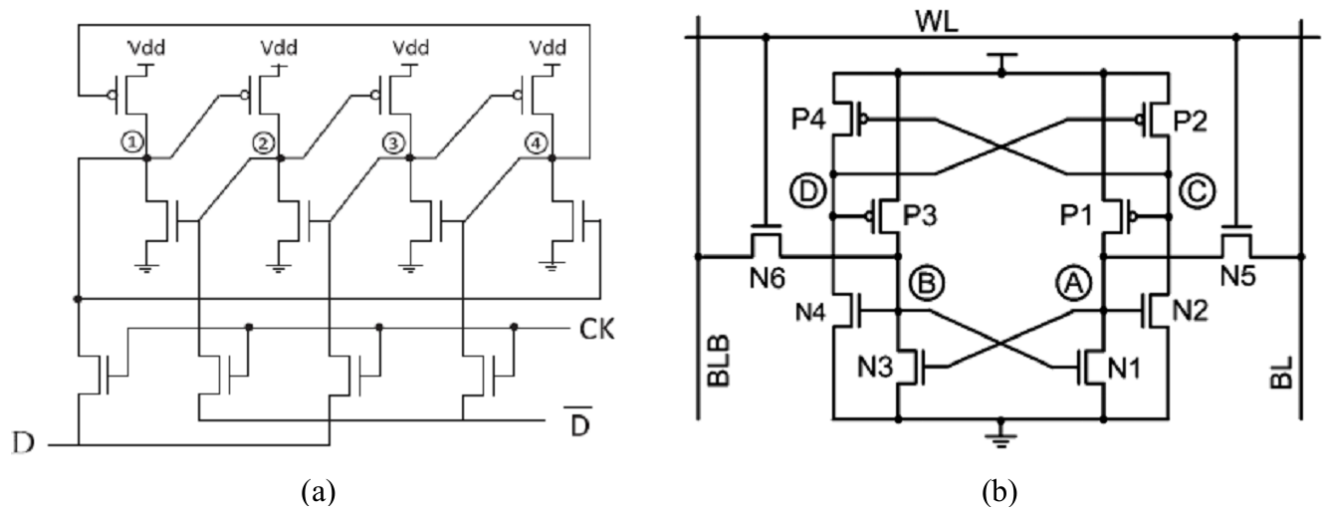 Vdd Vdd Vdd Vdd
① ② ③ ④
CK
D̅
D
(a)
WL
P4 P2
Ⓓ Ⓒ
P3 P1
N6 N5
Ⓑ Ⓐ
N4 N2
N3 N1
BLB BL
(b)